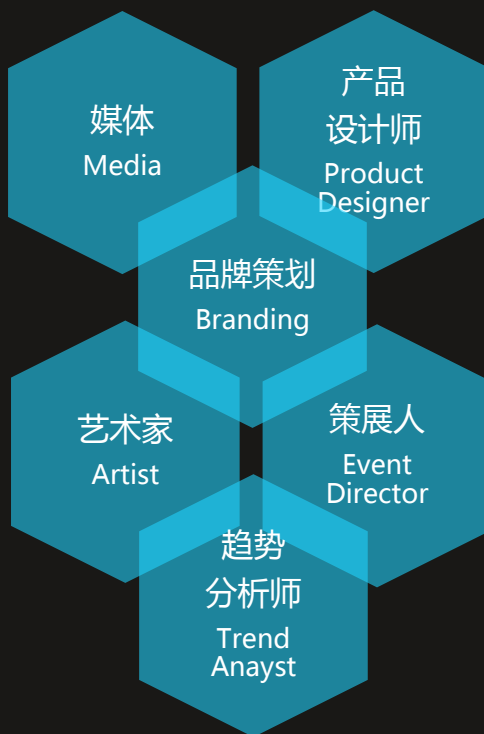 媒体
Media
产品
设计师
Product
Designer
品牌策划
Branding
艺术家
Artist
策展人
Event
Director
趋势
分析师
Trend
Anayst